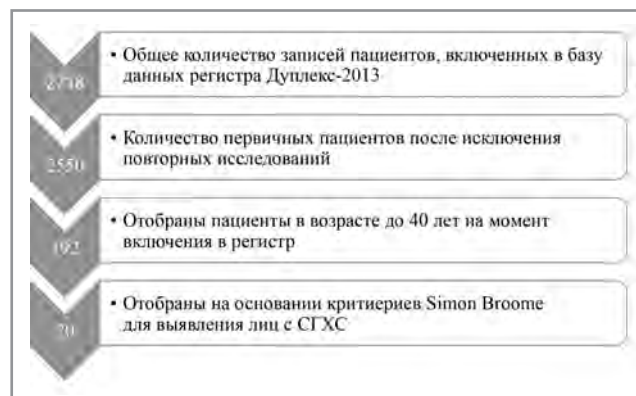 2738
• Общее количество записей пациентов, включенных в базу
данных регистра Дуплекс-2013
2550
• Количество первичных пациентов после исключения
повторных исследований
192
• Отобраны пациенты в возрасте до 40 лет на момент
включения в регистр
70
• Отобраны на основании критиериев Simon Broome
для выявления лиц с СГХС